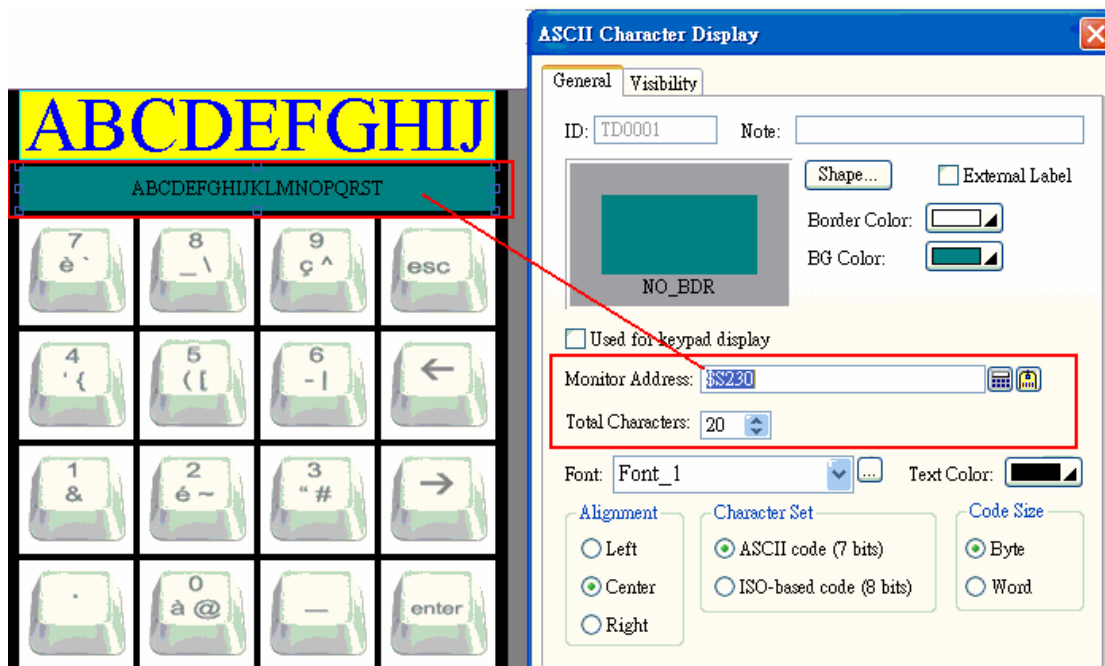 ASCII Character Display
General Visibility
ABCDEFGHIJ
ID: TD0001 Note:
ABCDEFGHIJKLMNOPQRST
Shape... External Label
Border Color:
BG Color:
NO_BDR
7 8 9
è ` _ \ ç ^ esc
Used for keypad display
4 5 6
' { ( [ - | ←
Monitor Address: $S230
Total Characters: 20
1 2 3
& é ~ " # →
Font: Font_1 ... Text Color:
Alignment Character Set Code Size
Left ASCII code (7 bits) Byte
Center ISO-based code (8 bits) Word
Right
. 0 _ enter
à @